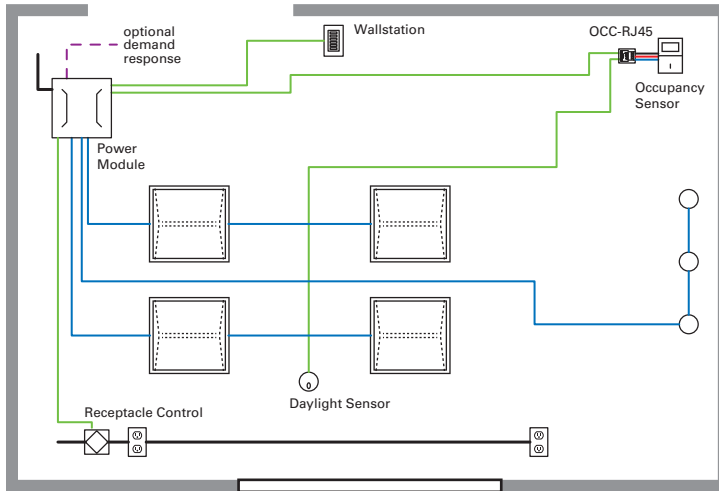 optional
demand
response
Wallstation
OCC-RJ45
Occupancy
Sensor
Power
Module
Daylight Sensor
Receptacle Control